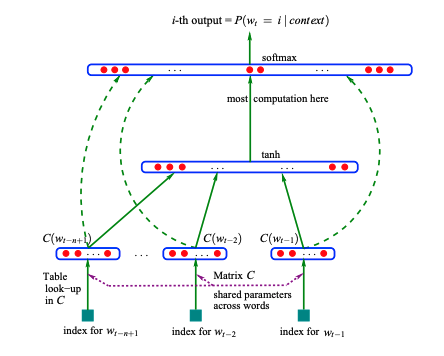 i-th output = P(w_t = i | context)
softmax
. . .
. . .
most computation here
tanh
. . .
. . .
C(w_{t−n+1})
C(w_{t−2})
C(w_{t−1})
. . .
. . .
. . .
. . .
Table
look−up
in C
Matrix C
shared parameters
across words
index for w_{t−n+1}
index for w_{t−2}
index for w_{t−1}